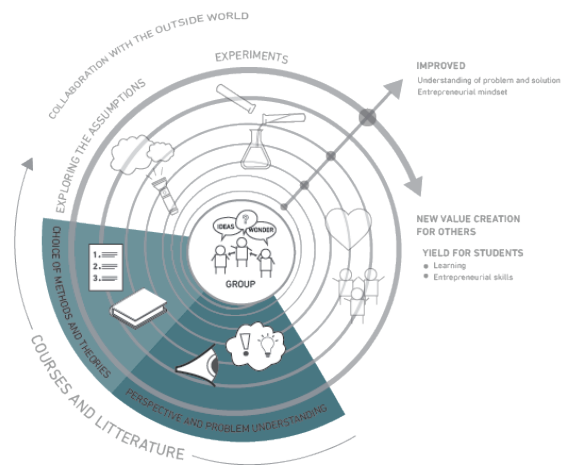 COLLABORATION WITH THE OUTSIDE WORLD
EXPERIMENTS
EXPLORING THE ASSUMPTIONS
IMPROVED
Understanding of problem and solution
Entrepreneurial mindset
IDEAS
?
WONDER
GROUP
NEW VALUE CREATION
FOR OTHERS
YIELD FOR STUDENTS
Learning
Entrepreneurial skills
1.
2.
3.
!
CHOICE OF METHODS AND THEORIES
PERSPECTIVE AND PROBLEM UNDERSTANDING
COURSES AND LITTERATURE